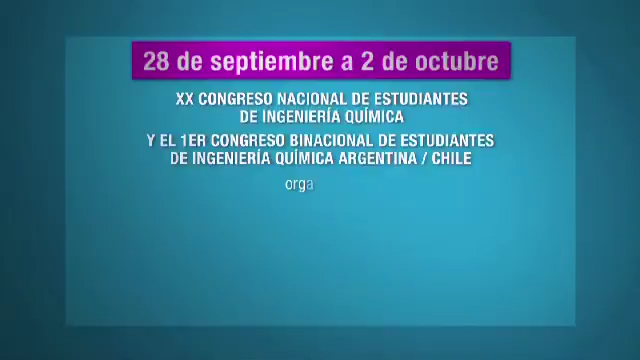 28 de septiembre a 2 de octubre
XX CONGRESO NACIONAL DE ESTUDIANTES
DE INGENIERÍA QUÍMICA
Y EL 1ER CONGRESO BINACIONAL DE ESTUDIANTES
DE INGENIERÍA QUÍMICA ARGENTINA / CHILE
orga